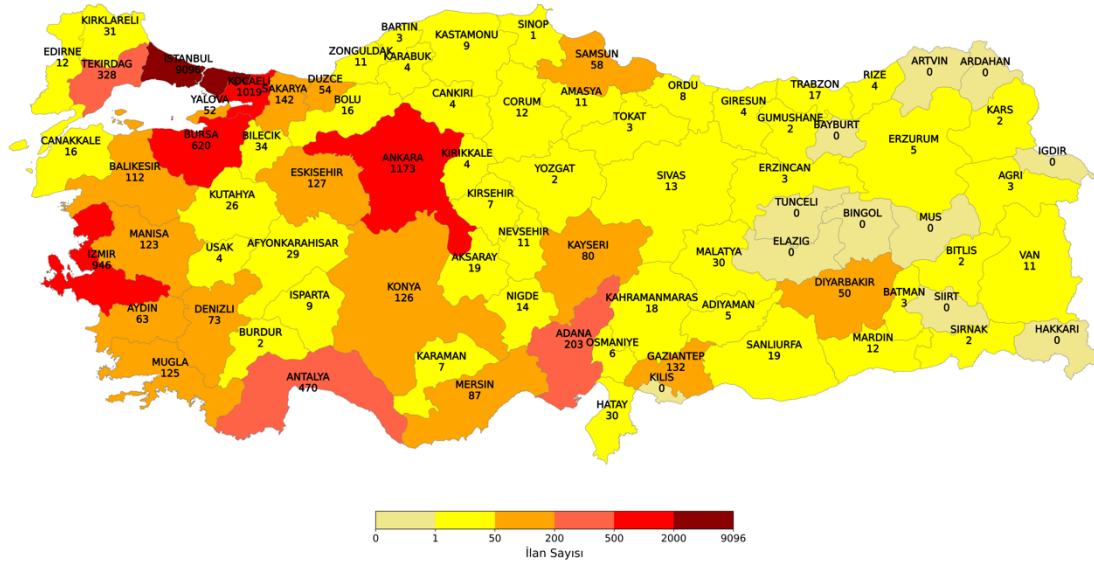 KIRKLARELI
31
EDIRNE
12
TEKIRDAG
328
ISTANBUL
9096
KOCAELI
1019
YALOVA
52
SAKARYA
142
DUZCE
54
ZONGULDAK
11
BARTIN
3
KARABUK
4
KASTAMONU
9
SINOP
1
SAMSUN
58
BOLU
16
CANKIRI
4
CORUM
12
AMASYA
11
ORDU
8
TOKAT
3
GIRESUN
4
TRABZON
17
GUMUSHANE
2
RIZE
4
BAYBURT
0
ARTVIN
0
ARDAHAN
0
KARS
2
ERZURUM
5
IGDIR
0
AGRI
3
CANAKKALE
16
BALIKESIR
112
BURSA
620
BILECIK
34
ESKISEHIR
127
ANKARA
1173
KIRIKKALE
4
YOZGAT
2
SIVAS
13
ERZINCAN
3
KUTAHYA
26
KIRSEHIR
7
TUNCELI
0
BINGOL
0
MUS
0
ELAZIG
0
MANISA
123
IZMIR
946
USAK
4
AFYONKARAHISAR
29
NEVSEHIR
11
KAYSERI
80
AKSARAY
19
MALATYA
30
BITLIS
2
VAN
11
AYDIN
63
DENIZLI
73
ISPARTA
9
KONYA
126
NIGDE
14
KAHRAMANMARAS
18
ADIYAMAN
5
DIYARBAKIR
50
BATMAN
3
SIIRT
0
SIRNAK
2
HAKKARI
0
BURDUR
2
MUGLA
125
ANTALYA
470
KARAMAN
7
MERSIN
87
ADANA
203
OSMANIYE
6
GAZIANTEP
132
KILIS
0
SANLIURFA
19
MARDIN
12
HATAY
30
0 1 50 200 500 2000 9096
İlan Sayısı